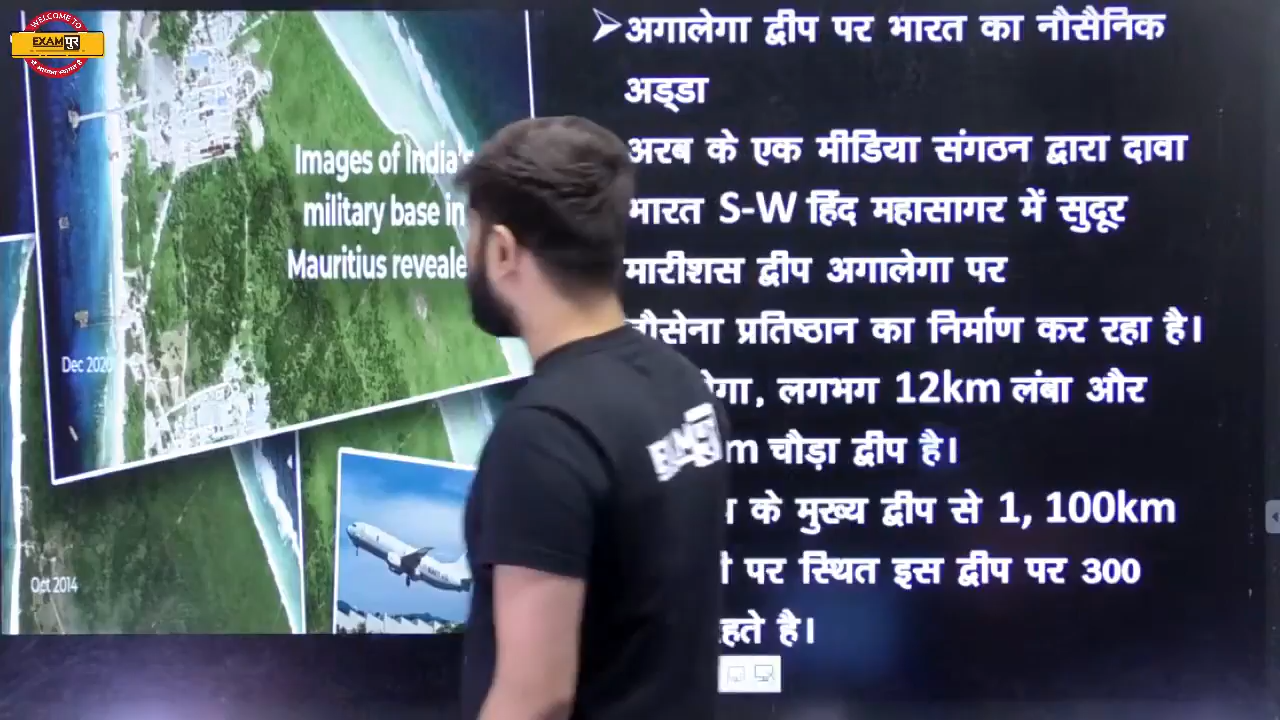 WELCOME TO
EXAMपुर
Images of India's
military base in
Mauritius
Dec 2020
Oct 2014
अगालेगा द्वीप पर भारत का नौसैनिक
अड्डा
अरब के एक मीडिया संगठन द्वारा दावा
भारत S-W हिंद महासागर में सुदूर
मारीशस द्वीप अगालेगा पर
प्रतिष्ठान का निर्माण कर रहा है।
लगभग 12km लंबा और
चौड़ा द्वीप है।
के मुख्य द्वीप से 1, 100km
पर स्थित इस द्वीप पर 300
है।